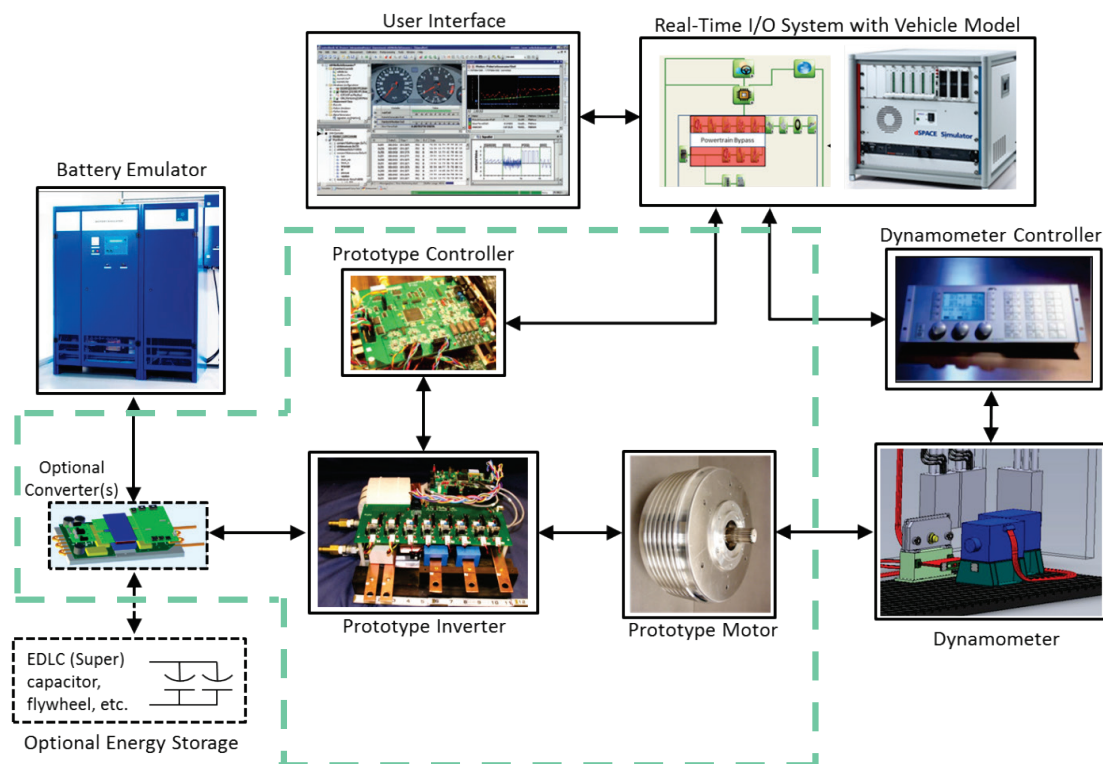 User Interface
Real-Time I/O System with Vehicle Model
Powertrain Bypass
dSPACE Simulator
Battery Emulator
Prototype Controller
Dynamometer Controller
Optional
Converter(s)
Prototype Inverter
Prototype Motor
Dynamometer
EDLC (Super)
capacitor,
flywheel, etc.
Optional Energy Storage